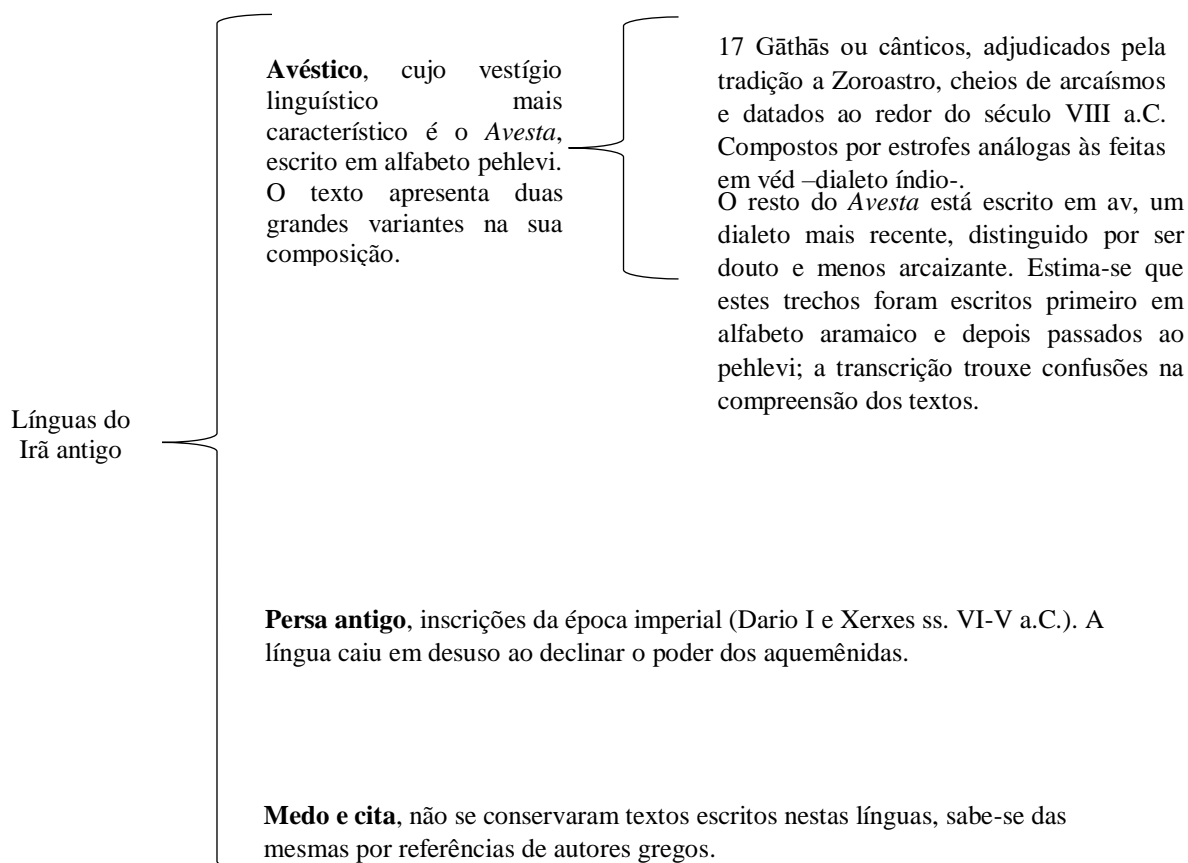 Línguas do
Irã antigo
Avéstico, cujo vestígio
linguístico mais
característico é o Avesta,
escrito em alfabeto pehlevi.
O texto apresenta duas
grandes variantes na sua
composição.
17 Gāthās ou cânticos, adjudicados pela
tradição a Zoroastro, cheios de arcaísmos
e datados ao redor do século VIII a.C.
Compostos por estrofes análogas às feitas
em véd –dialeto índio-.
O resto do Avesta está escrito em av, um
dialeto mais recente, distinguido por ser
douto e menos arcaizante. Estima-se que
estes trechos foram escritos primeiro em
alfabeto aramaico e depois passados ao
pehlevi; a transcrição trouxe confusões na
compreensão dos textos.
Persa antigo, inscrições da época imperial (Dario I e Xerxes ss. VI-V a.C.). A
língua caiu em desuso ao declinar o poder dos aquemênidas.
Medo e cita, não se conservaram textos escritos nestas línguas, sabe-se das
mesmas por referências de autores gregos.